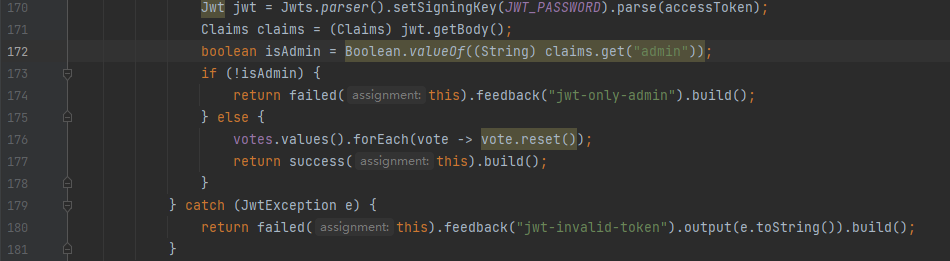 170 Jwt jwt = Jwts.parser().setSigningKey(JWT_PASSWORD).parse(accessToken);
171 Claims claims = (Claims) jwt.getBody();
172 boolean isAdmin = Boolean.valueOf((String) claims.get("admin"));
173 if (!isAdmin) {
174 return failed( assignment: this).feedback("jwt-only-admin").build();
175 } else {
176 votes.values().forEach(vote -> vote.reset());
177 return success( assignment: this).build();
178 }
179 } catch (JwtException e) {
180 return failed( assignment: this).feedback("jwt-invalid-token").output(e.toString()).build();
181 }